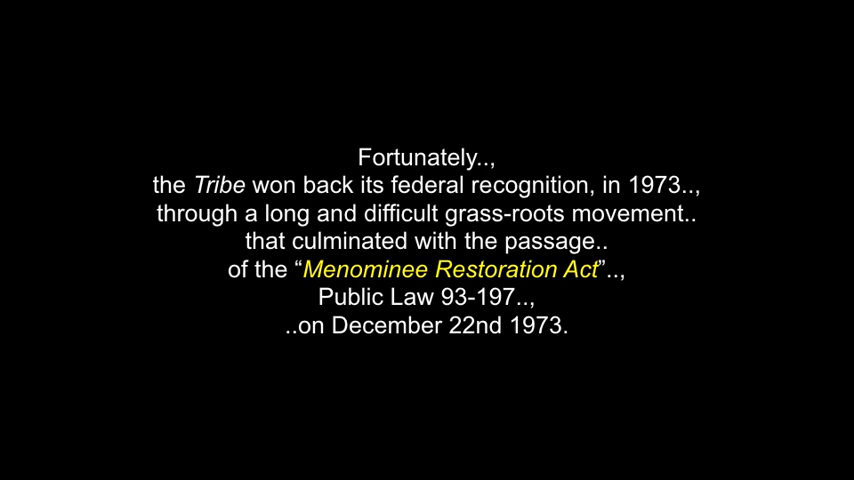 Fortunately..,
the Tribe won back its federal recognition, in 1973..,
through a long and difficult grass-roots movement..
that culminated with the passage..
of the “Menominee Restoration Act”..,
Public Law 93-197..,
..on December 22nd 1973.